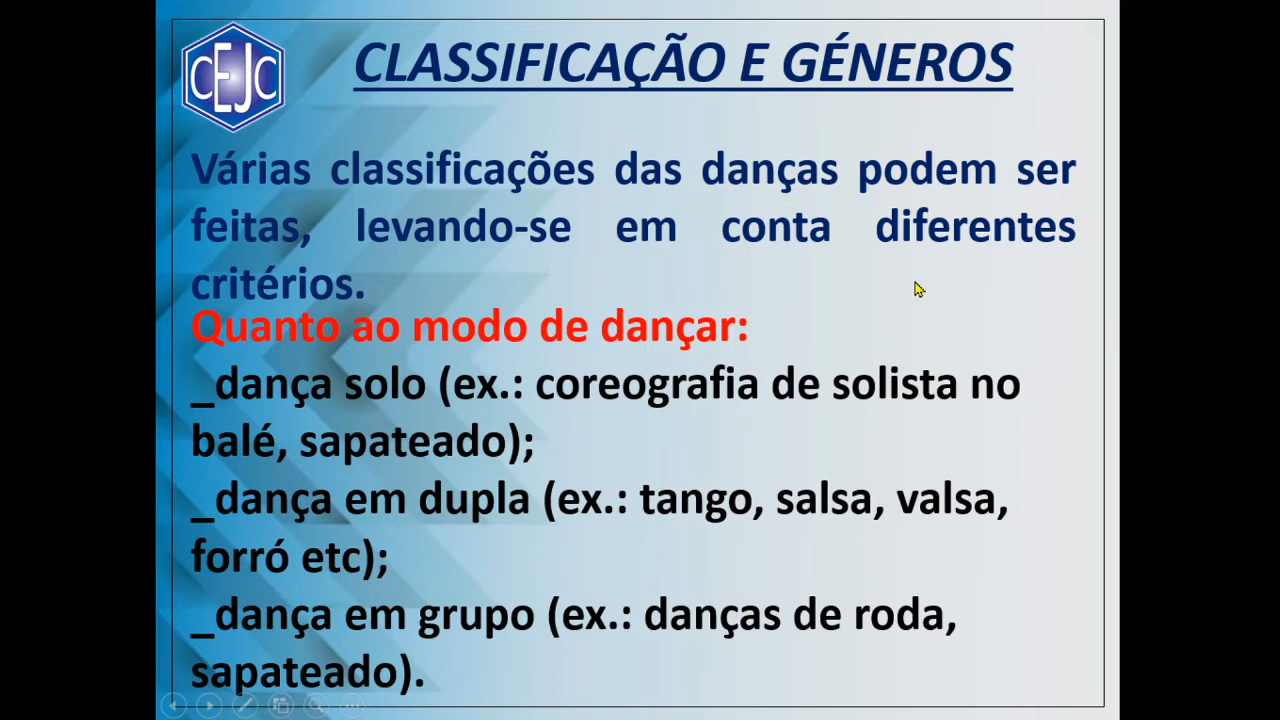 CEJC
CLASSIFICAÇÃO E GÉNEROS
Várias classificações das danças podem ser
feitas, levando-se em conta diferentes
critérios.
Quanto ao modo de dançar:
_dança solo (ex.: coreografia de solista no
balé, sapateado);
_dança em dupla (ex.: tango, salsa, valsa,
forró etc);
_dança em grupo (ex.: danças de roda,
sapateado).